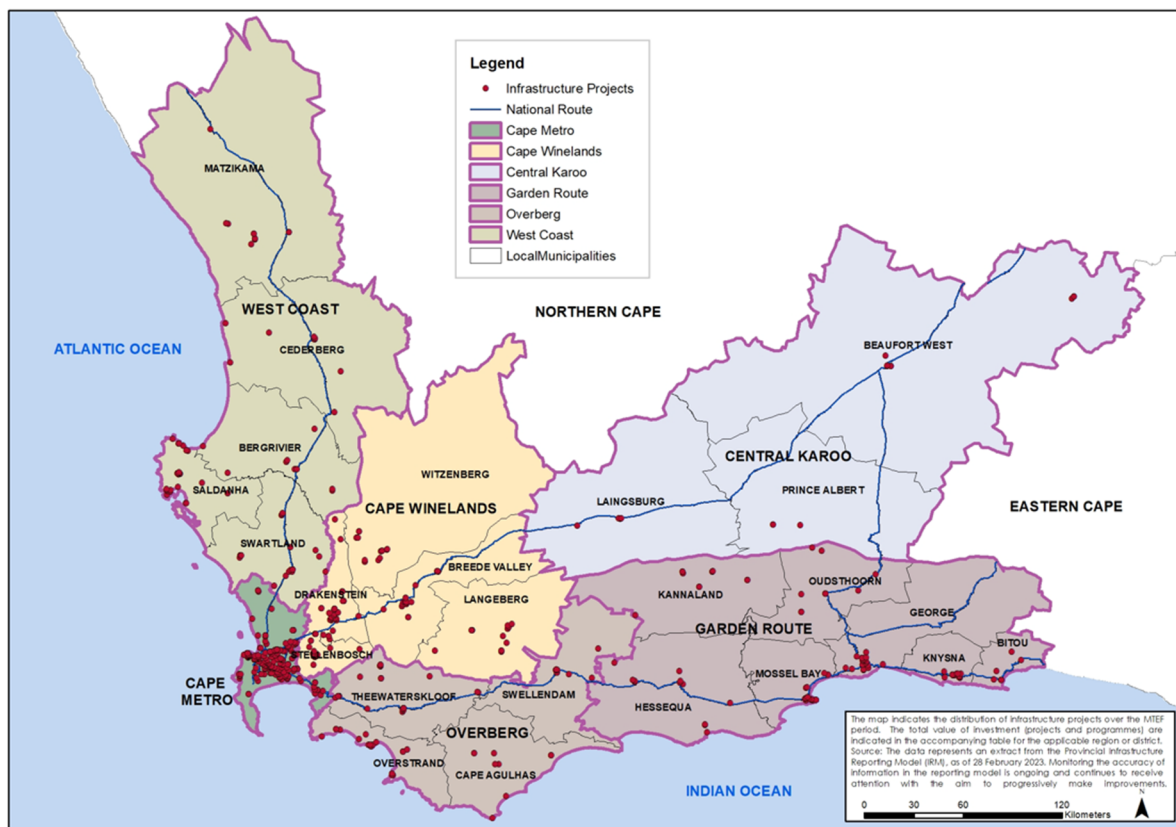 Legend
Infrastructure Projects
National Route
Cape Metro
Cape Winelands
Central Karoo
Garden Route
Overberg
West Coast
LocalMunicipalities
MATZIKAMA
WEST COAST
CEDERBERG
ATLANTIC OCEAN
NORTHERN CAPE
BEAUFORT WEST
BERGRIVIER
SALDANHA
SWARTLAND
WITZENBERG
CAPE WINELANDS
BREEDE VALLEY
DRAKENSTEIN
LANGEBERG
STELLENBOSCH
CENTRAL KAROO
LAINGSBURG
PRINCE ALBERT
EASTERN CAPE
KANNALAND
OUDSTHOORN
GEORGE
GARDEN ROUTE
BITOU
KNYSNA
MOSSEL BAY
HESSEQUA
CAPE
METRO
THEEWATERSKLOOF
SWELLENDAM
OVERBERG
OVERSTRAND
CAPE AGULHAS
INDIAN OCEAN
The map indicates the distribution of infrastructure projects over the MTEF
period. The total value of investment (projects and programmes) are
indicated in the accompanying table for the applicable region or district.
Source: The data represents an extract from the Provincial Infrastructure
Reporting Model (IRM), as of 28 February 2023. Monitoring the accuracy of
information in the reporting model is ongoing and continues to receive
attention with the aim to progressively make improvements.
N
0 30 60 120
Kilometers